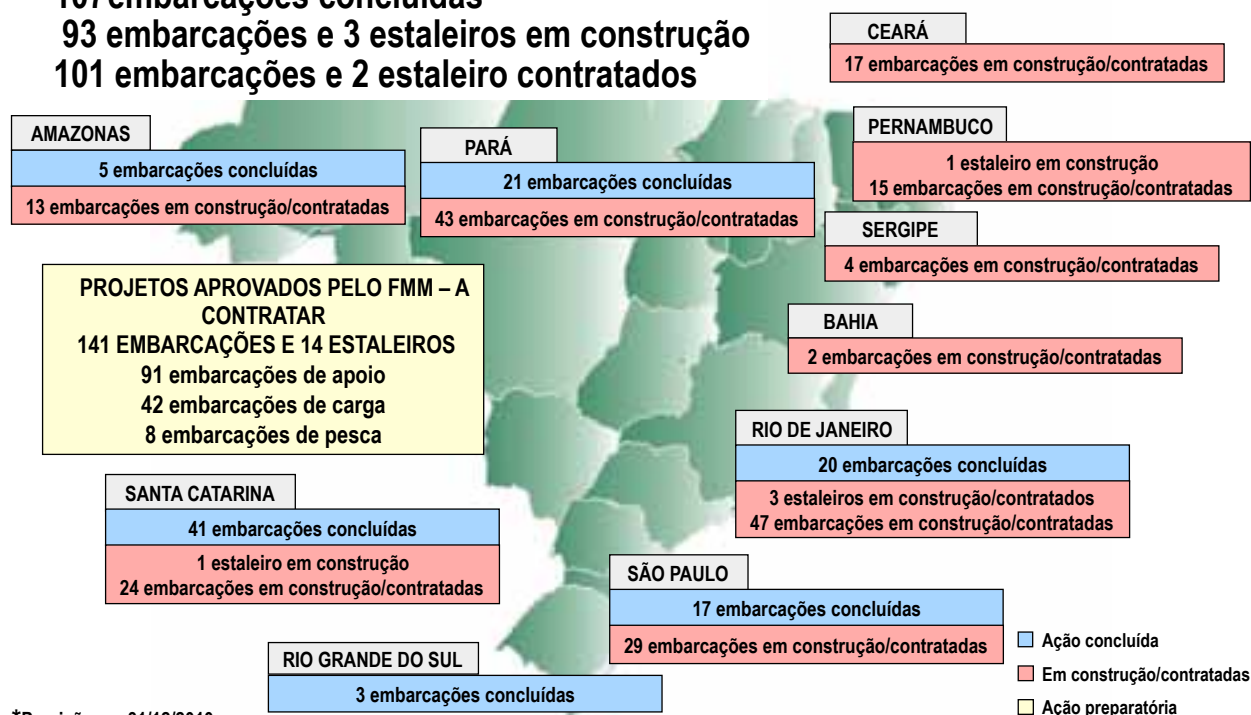 107 embarcações concluídas
93 embarcações e 3 estaleiros em construção
101 embarcações e 2 estaleiro contratados
CEARÁ
17 embarcações em construção/contratadas
AMAZONAS
5 embarcações concluídas
13 embarcações em construção/contratadas
PARÁ
21 embarcações concluídas
43 embarcações em construção/contratadas
PERNAMBUCO
1 estaleiro em construção
15 embarcações em construção/contratadas
SERGIPE
4 embarcações em construção/contratadas
PROJETOS APROVADOS PELO FMM – A
CONTRATAR
141 EMBARCAÇÕES E 14 ESTALEIROS
91 embarcações de apoio
42 embarcações de carga
8 embarcações de pesca
BAHIA
2 embarcações em construção/contratadas
RIO DE JANEIRO
20 embarcações concluídas
3 estaleiros em construção/contratados
47 embarcações em construção/contratadas
SANTA CATARINA
41 embarcações concluídas
1 estaleiro em construção
24 embarcações em construção/contratadas
SÃO PAULO
17 embarcações concluídas
29 embarcações em construção/contratadas
RIO GRANDE DO SUL
3 embarcações concluídas
Ação concluída
Em construção/contratadas
Ação preparatória